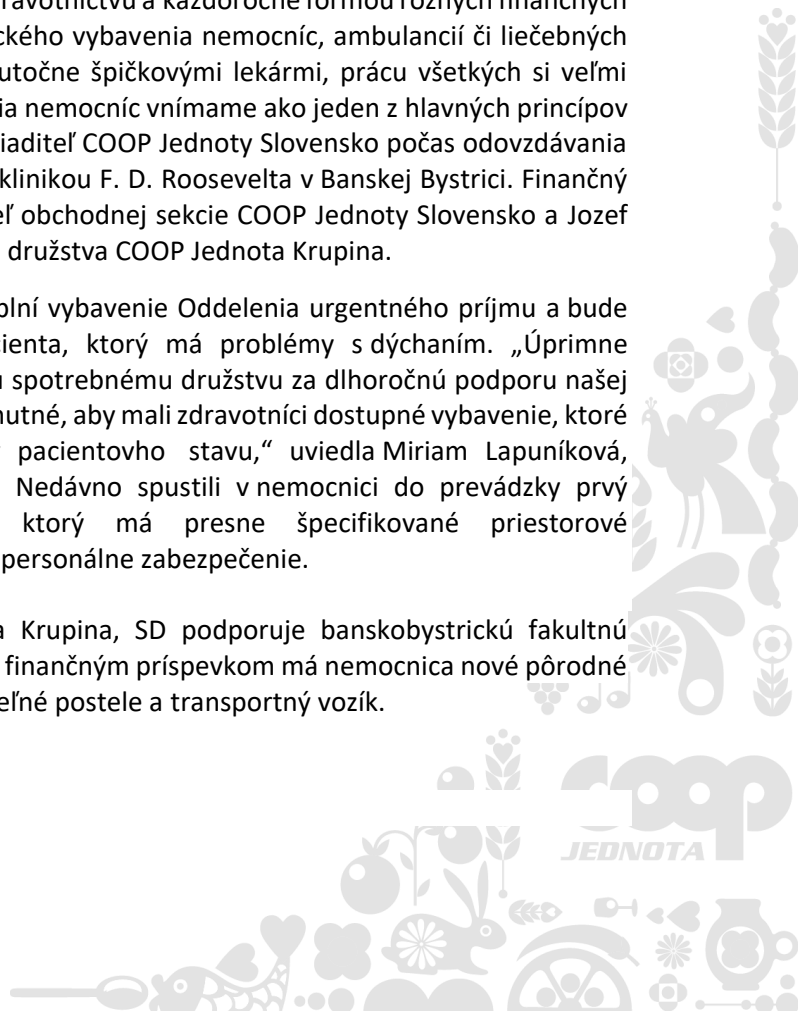 ravotníctvu a každoročne formou rôznych finančných
ckého vybavenia nemocníc, ambulancií či liečebných
utočne špičkovými lekármi, prácu všetkých si veľmi
ia nemocníc vnímame ako jeden z hlavných princípov
iaditeľ COOP Jednoty Slovensko počas odovzdávania
klinikou F. D. Roosevelta v Banskej Bystrici. Finančný
eľ obchodnej sekcie COOP Jednoty Slovensko a Jozef
družstva COOP Jednota Krupina.
plní vybavenie Oddelenia urgentného príjmu a bude
cienta, ktorý má problémy s dýchaním. „Úprimne
u spotrebnému družstvu za dlhoročnú podporu našej
nutné, aby mali zdravotníci dostupné vybavenie, ktoré
pacientovho stavu,“ uviedla Miriam Lapuníková,
Nedávno spustili v nemocnici do prevádzky prvý
ktorý má presne špecifikované priestorové
personálne zabezpečenie.
a Krupina, SD podporuje banskobystrickú fakultnú
finančným príspevkom má nemocnica nové pôrodné
eľné postele a transportný vozík.
coop
JEDNOTA